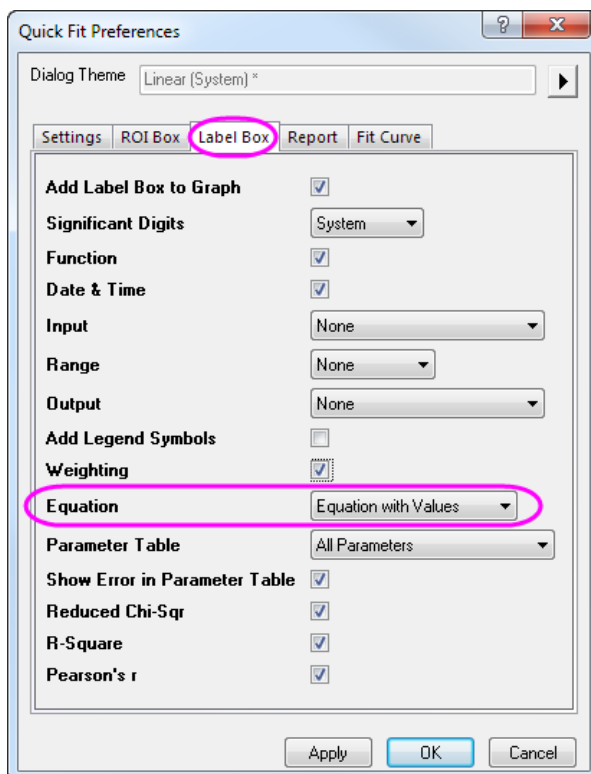 Quick Fit Preferences
?
Dialog Theme Linear (System) *
Settings ROI Box Label Box Report Fit Curve
Add Label Box to Graph
Significant Digits System
Function
Date & Time
Input None
Range None
Output None
Add Legend Symbols
Weighting
Equation Equation with Values
Parameter Table All Parameters
Show Error in Parameter Table
Reduced Chi-Sqr
R-Square
Pearson's r
Apply OK Cancel